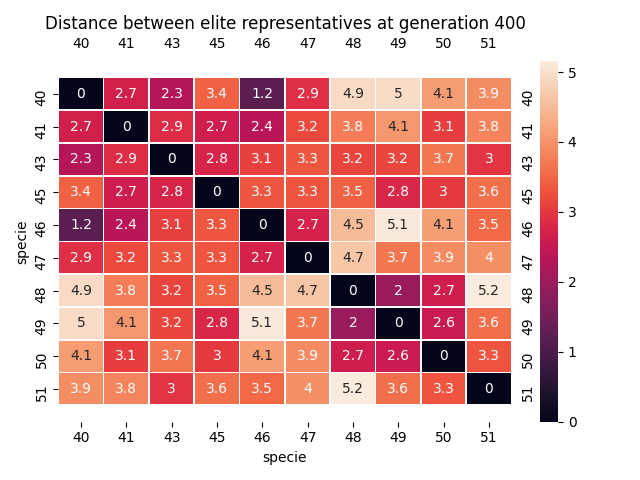 Distance between elite representatives at generation 400
40 41 43 45 46 47 48 49 50 51
40 0 2.7 2.3 3.4 1.2 2.9 4.9 5 4.1 3.9 40
41 2.7 0 2.9 2.7 2.4 3.2 3.8 4.1 3.1 3.8 41
43 2.3 2.9 0 2.8 3.1 3.3 3.2 3.2 3.7 3 43
45 3.4 2.7 2.8 0 3.3 3.3 3.5 2.8 3 3.6 45
46 1.2 2.4 3.1 3.3 0 2.7 4.5 5.1 4.1 3.5 46
47 2.9 3.2 3.3 3.3 2.7 0 4.7 3.7 3.9 4 47
48 4.9 3.8 3.2 3.5 4.5 4.7 0 2 2.7 5.2 48
49 5 4.1 3.2 2.8 5.1 3.7 2 0 2.6 3.6 49
50 4.1 3.1 3.7 3 4.1 3.9 2.7 2.6 0 3.3 50
51 3.9 3.8 3 3.6 3.5 4 5.2 3.6 3.3 0 51
40 41 43 45 46 47 48 49 50 51
specie
specie
5
4
3
2
1
0